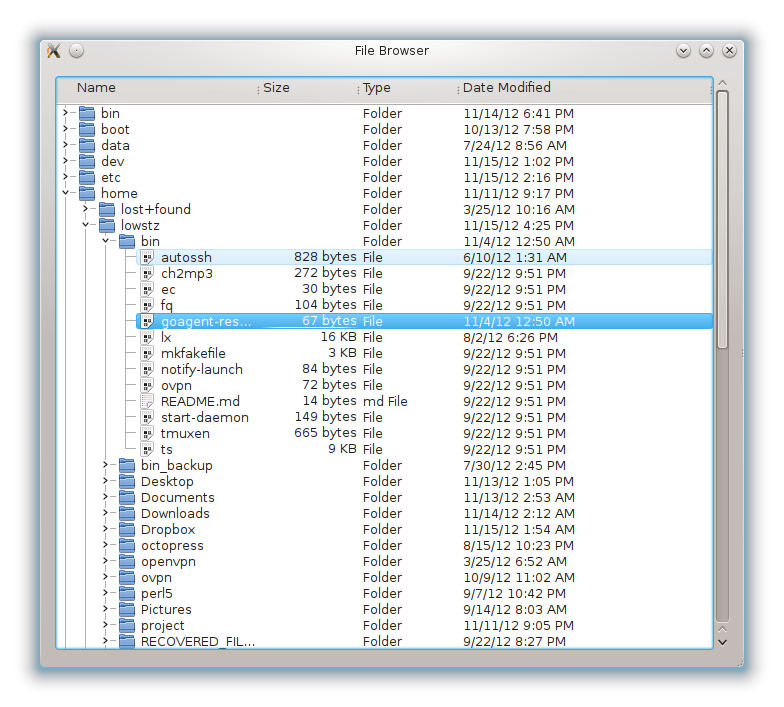 File Browser
Name Size Type Date Modified
bin Folder 11/14/12 6:41 PM
boot Folder 10/13/12 7:58 PM
data Folder 7/24/12 8:56 AM
dev Folder 11/15/12 1:02 PM
etc Folder 11/15/12 2:16 PM
home Folder 11/11/12 9:17 PM
lost+found Folder 3/25/12 10:16 AM
lowstz Folder 11/15/12 4:25 PM
bin Folder 11/4/12 12:50 AM
autossh 828 bytes File 6/10/12 1:31 AM
ch2mp3 272 bytes File 9/22/12 9:51 PM
ec 30 bytes File 9/22/12 9:51 PM
fq 104 bytes File 9/22/12 9:51 PM
goagent-res... 67 bytes File 11/4/12 12:50 AM
lx 16 KB File 8/2/12 6:26 PM
mkfakefile 3 KB File 9/22/12 9:51 PM
notify-launch 84 bytes File 9/22/12 9:51 PM
ovpn 72 bytes File 9/22/12 9:51 PM
README.md 14 bytes md File 9/22/12 9:51 PM
start-daemon 149 bytes File 9/22/12 9:51 PM
tmuxen 665 bytes File 9/22/12 9:51 PM
ts 9 KB File 9/22/12 9:51 PM
bin_backup Folder 7/30/12 2:45 PM
Desktop Folder 11/13/12 1:05 PM
Documents Folder 11/13/12 2:53 AM
Downloads Folder 11/14/12 2:12 AM
Dropbox Folder 11/15/12 1:54 AM
octopress Folder 8/15/12 10:23 PM
openvpn Folder 3/25/12 6:52 AM
ovpn Folder 10/9/12 11:02 AM
perl5 Folder 9/7/12 10:42 PM
Pictures Folder 9/14/12 8:03 AM
project Folder 11/11/12 9:05 PM
RECOVERED_FIL... Folder 9/22/12 8:27 PM